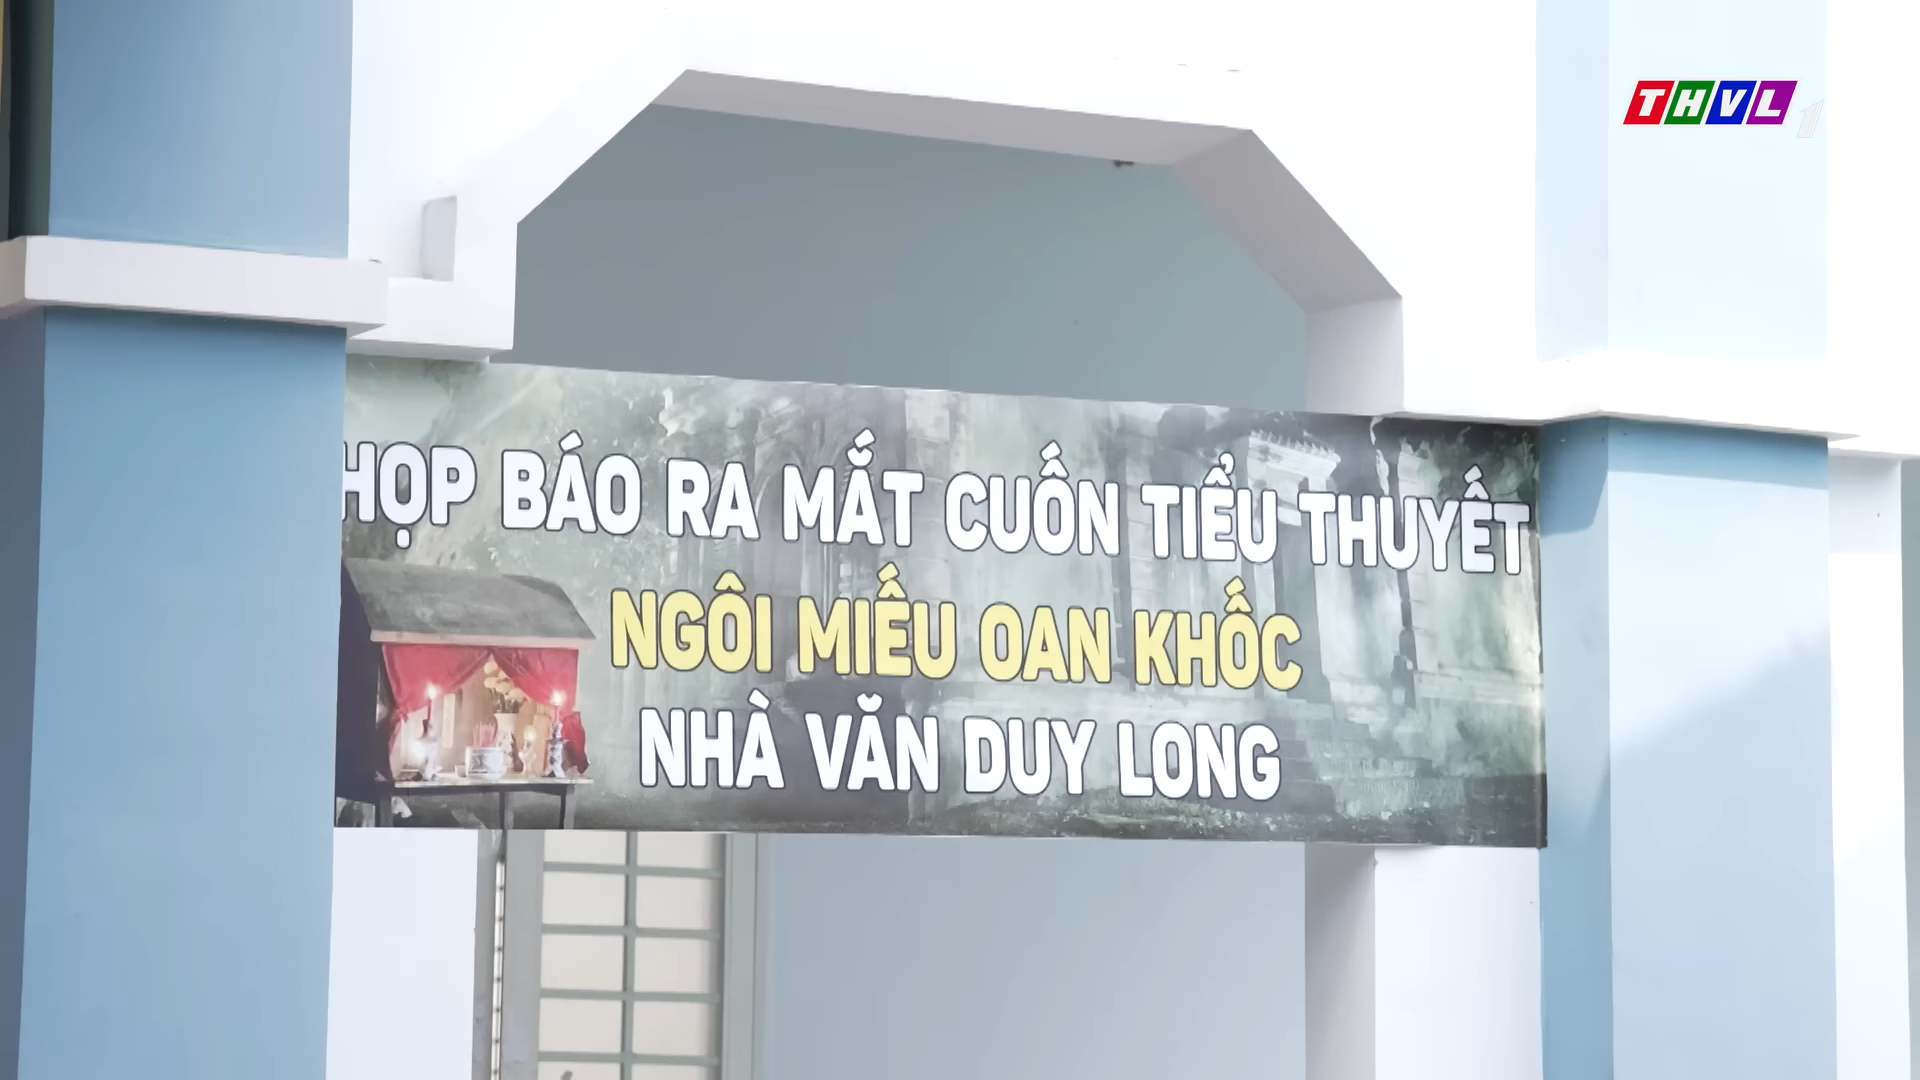 THVL 1
HỌP BÁO RA MẮT CUỐN TIỂU THUYẾT
NGÔI MIẾU OAN KHỐC
NHÀ VĂN DUY LONG